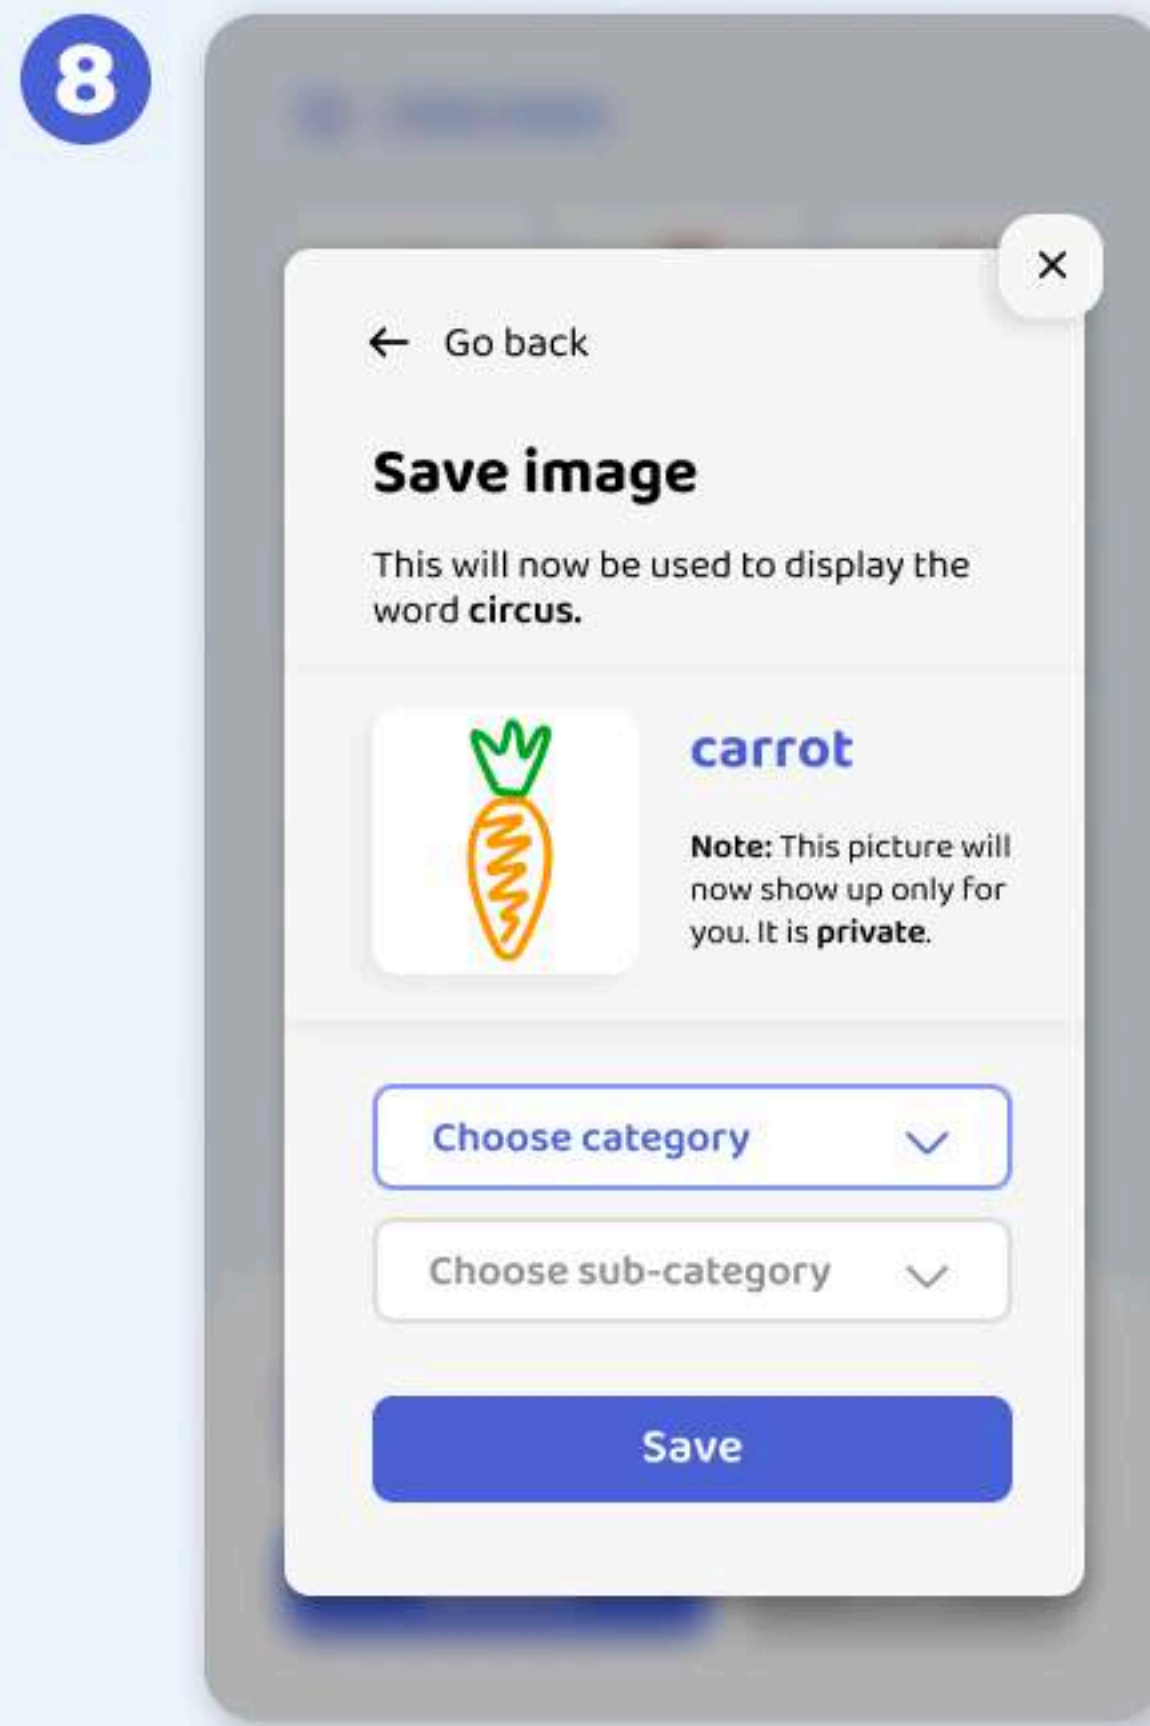 8
Go back
Save image
This will now be used to display the
word circus.
carrot
Note: This picture will
now show up only for
you. It is private.
Choose category
Choose sub-category
Save